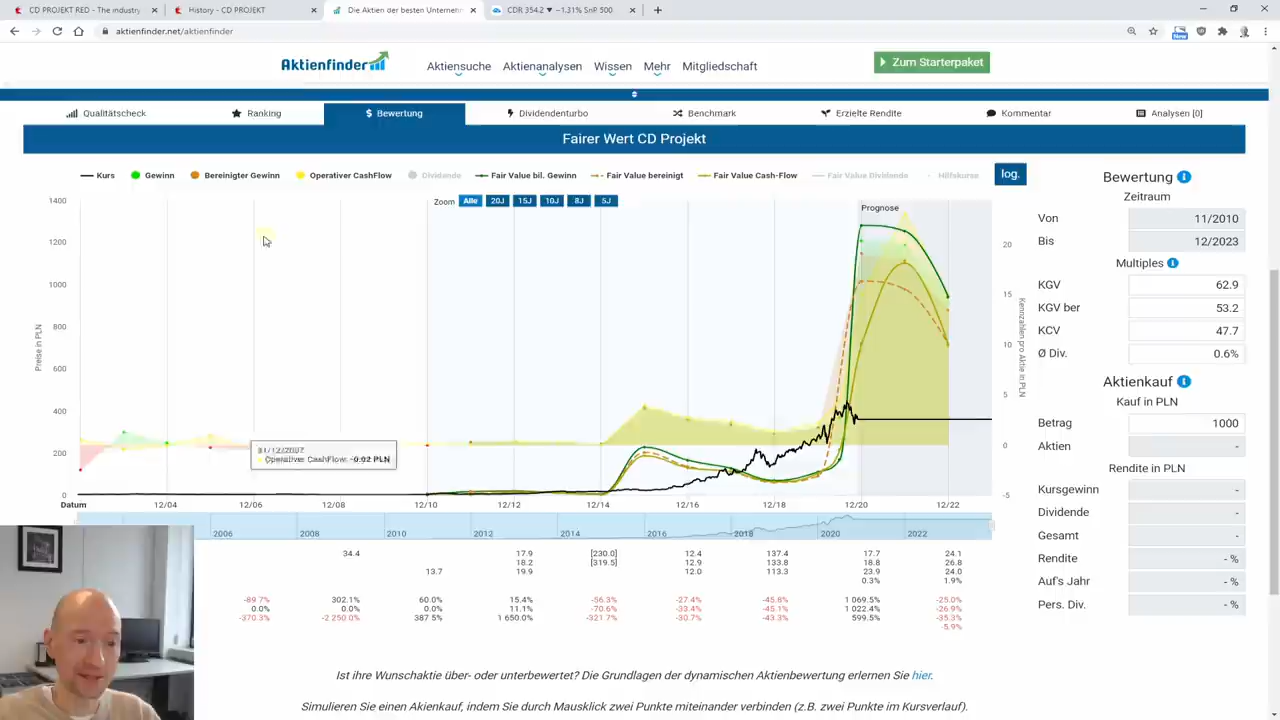 CD PROJEKT RED - The industry
History - CD PROJEKT
Die Aktien der besten Unternehm
CDR 354.2 ▼ −1.31% SnP 500
aktienfinder.net/aktienfinder
New
Aktienfinder
Aktiensuche Aktienanalysen Wissen Mehr Mitgliedschaft
Zum Starterpaket
Qualitätscheck Ranking $ Bewertung Dividendenturbo Benchmark Erzielte Rendite Kommentar Analysen [0]
Fairer Wert CD Projekt
Kurs Gewinn Bereinigter Gewinn Operativer CashFlow Dividende Fair Value bil. Gewinn Fair Value bereinigt Fair Value Cash-Flow Fair Value Dividende Hilfskurse
log.
Zoom Alle 20J 15J 10J 8J 5J
Prognose
Preise in PLN
1400
1200
1000
800
600
400
200
0
20
15
10
5
0
-5
Kennzahlen pro Aktie in PLN
31/12/2007
Operativer CashFlow: -0.02 PLN
Datum 12/04 12/06 12/08 12/10 12/12 12/14 12/16 12/18 12/20 12/22
2006 2008 2010 2012 2014 2016 2018 2020 2022
34.4 17.9 [230.0] 12.4 137.4 17.7 24.1
18.2 [319.5] 12.9 133.8 18.8 26.8
13.7 19.9 12.0 113.3 23.9 24.0
0.3% 1.9%
-89.7% 302.1% 60.0% 15.4% -56.3% -27.4% -45.8% 1 069.5% -25.0%
0.0% 0.0% 0.0% 11.1% -70.6% -33.4% -45.1% 1 022.4% -26.9%
-370.3% -2 250.0% 387.5% 1 650.0% -321.7% -30.7% -43.3% 599.5% -35.3%
-5.9%
Bewertung
Zeitraum
Von 11/2010
Bis 12/2023
Multiples
KGV 62.9
KGV ber 53.2
KCV 47.7
Ø Div. 0.6%
Aktienkauf
Kauf in PLN
Betrag 1000
Aktien -
Rendite in PLN
Kursgewinn -
Dividende -
Gesamt -
Rendite - %
Auf's Jahr - %
Pers. Div. - %
Ist ihre Wunschaktie über- oder unterbewertet? Die Grundlagen der dynamischen Aktienbewertung erlernen Sie hier.
Simulieren Sie einen Akienkauf, indem Sie durch Mausklick zwei Punkte miteinander verbinden (z.B. zwei Punkte im Kursverlauf).